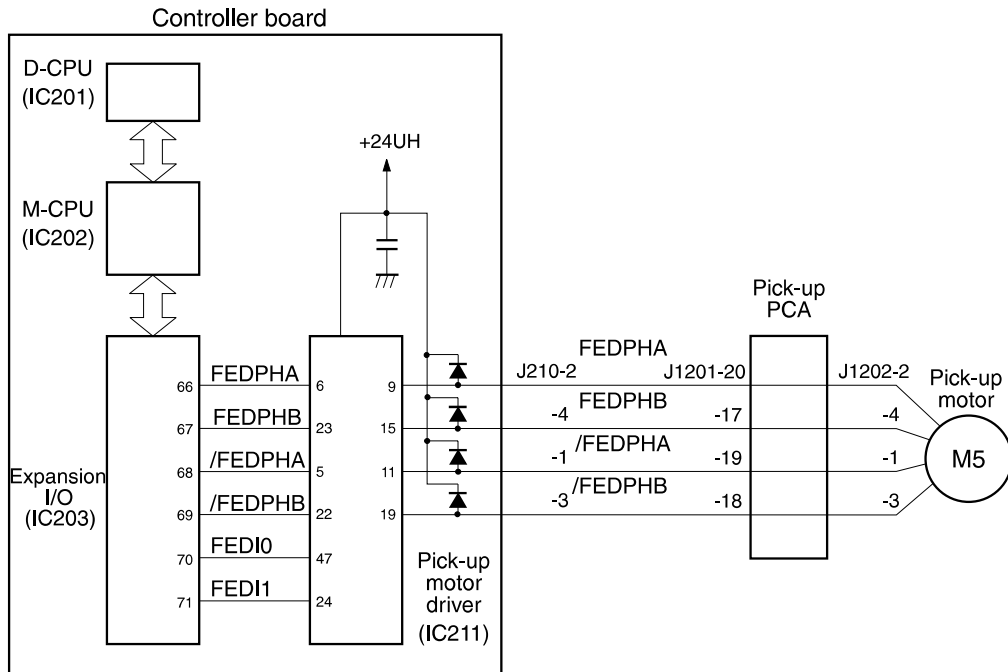 Controller board
D-CPU
(IC201)
+24UH
M-CPU
(IC202)
Pick-up
PCA
FEDPHA
66 FEDPHA 6 9 J210-2 J1201-20 J1202-2
Pick-up
motor
FEDPHB
67 FEDPHB 23 15 -4 -17 -4
/FEDPHA
68 /FEDPHA 5 11 -1 -19 -1
M5
Expansion
I/O
(IC203)
/FEDPHB
69 /FEDPHB 22 19 -3 -18 -3
70 FEDI0 47
71 FEDI1 24
Pick-up
motor
driver
(IC211)